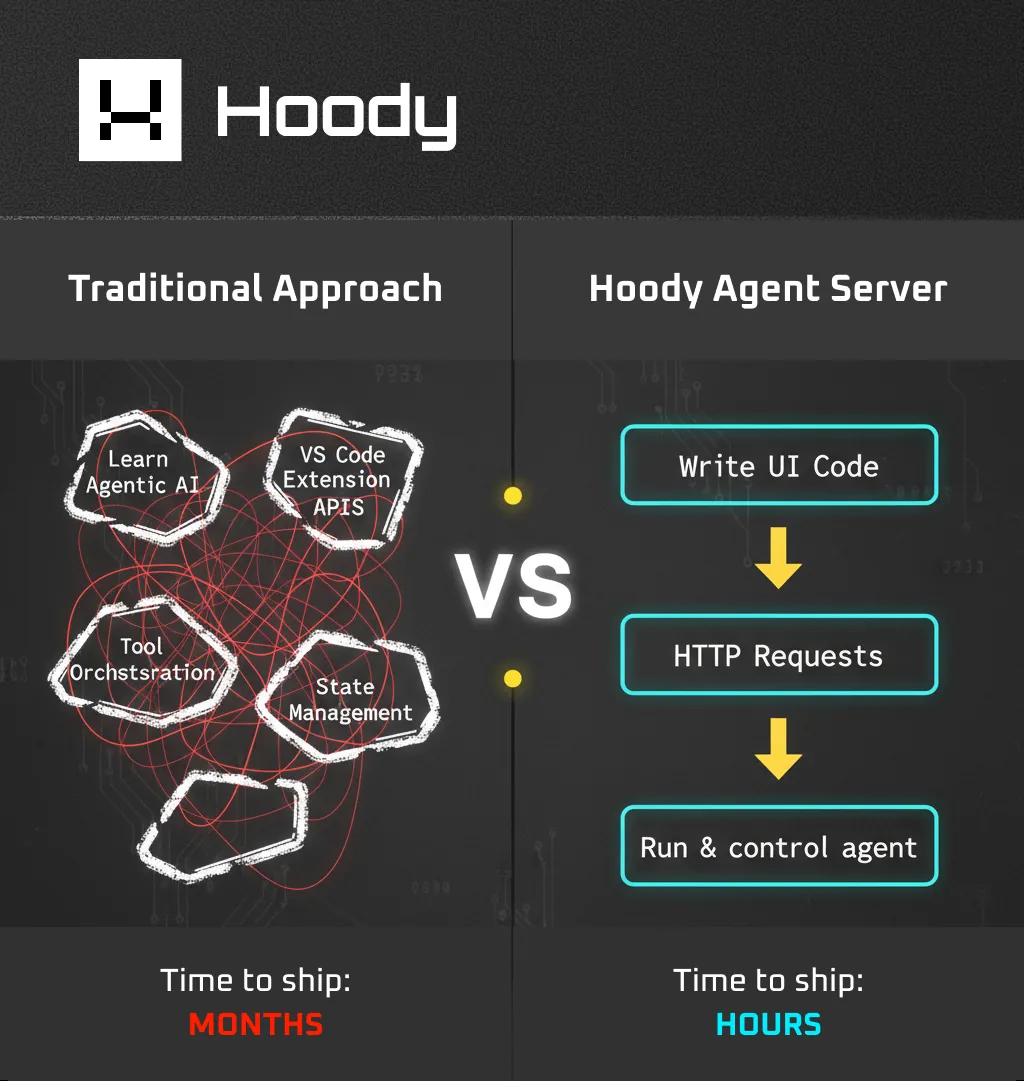 Hoody
Traditional Approach
Hoody Agent Server
Learn
Agentic AI
VS Code
Extension
APIS
Tool
Orchstsration
State
Management
VS
Write UI Code
HTTP Requests
Run & control agent
Time to ship:
MONTHS
Time to ship:
HOURS